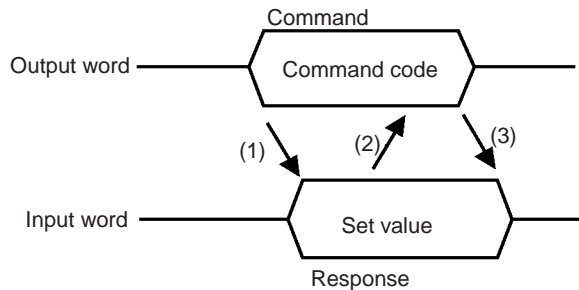 Command
Output word
Command code
(1)
(2)
(3)
Input word
Set value
Response